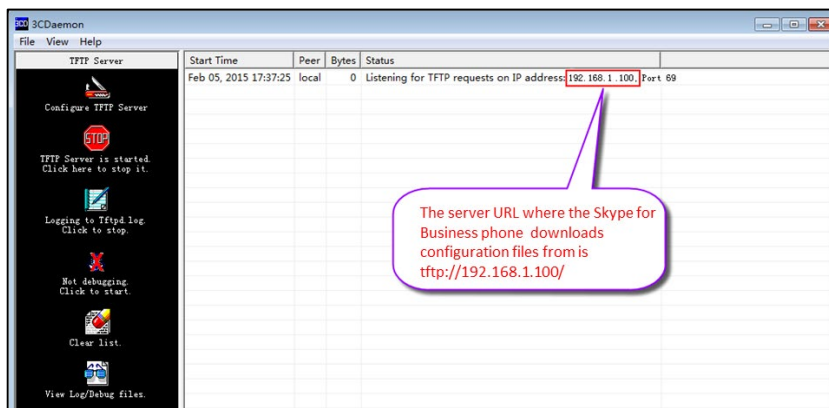 3CDaemon
File View Help
TFTP Server
Configure TFTP Server
STOP
TFTP Server is started.
Click here to stop it.
Logging to Tftpd.log.
Click to stop.
Not debugging.
Click to start.
Clear list.
View Log/Debug files.
Start Time Peer Bytes Status
Feb 05, 2015 17:37:25 local 0 Listening for TFTP requests on IP address: 192.168.1.100, Port 69
The server URL where the Skype for
Business phone downloads
configuration files from is
tftp://192.168.1.100/